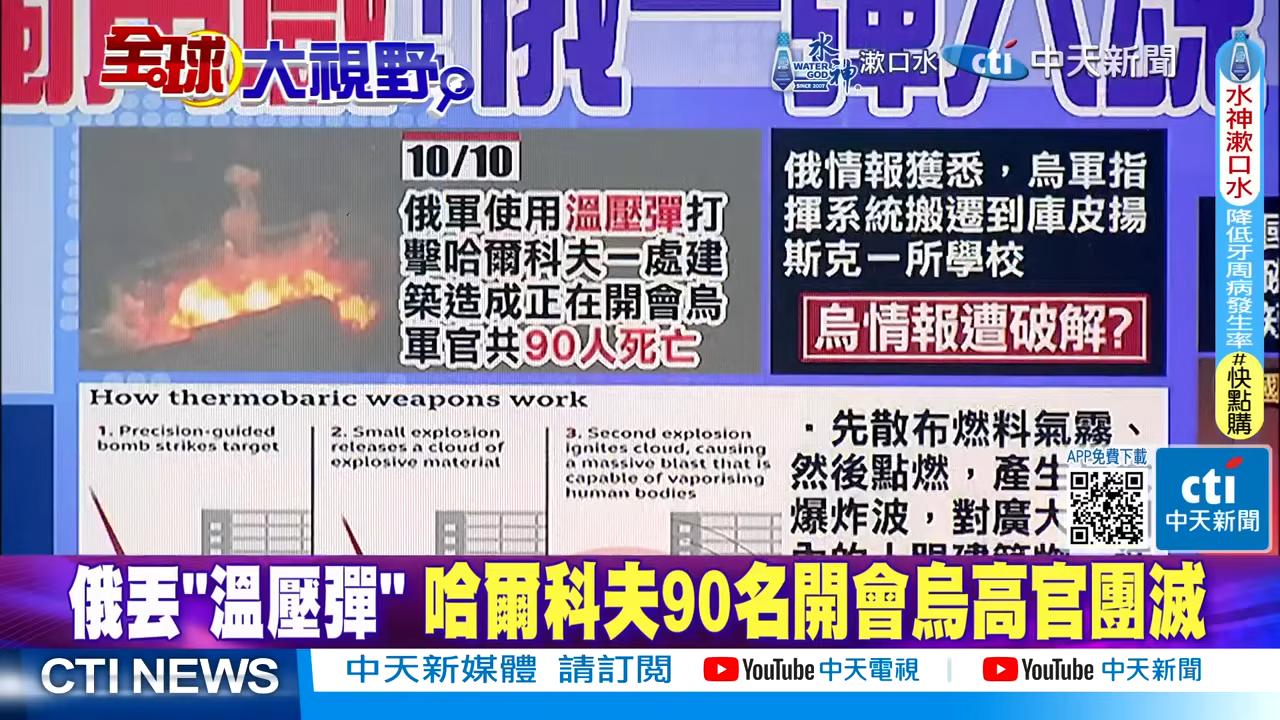 全球大視野
水神
WATER GOD
SINCE 2007
漱口水
cti 中天新聞
10/10
俄軍使用溫壓彈打
擊哈爾科夫一處建
築造成正在開會烏
軍官共90人死亡
俄情報獲悉，烏軍指
揮系統搬遷到庫皮揚
斯克一所學校
烏情報遭破解?
How thermobaric weapons work
1. Precision-guided
bomb strikes target
2. Small explosion
releases a cloud of
explosive material
3. Second explosion
ignites cloud, causing
a massive blast that is
capable of vaporising
human bodies
．先散布燃料氣霧、
然後點燃，產生
爆炸波，對廣大
水神漱口水
降低牙周病發生率
#快點購
APP免費下載
cti
中天新聞
俄丟"溫壓彈" 哈爾科夫90名開會烏高官團滅
CTI NEWS
中天新媒體 請訂閱
YouTube 中天電視
YouTube 中天新聞